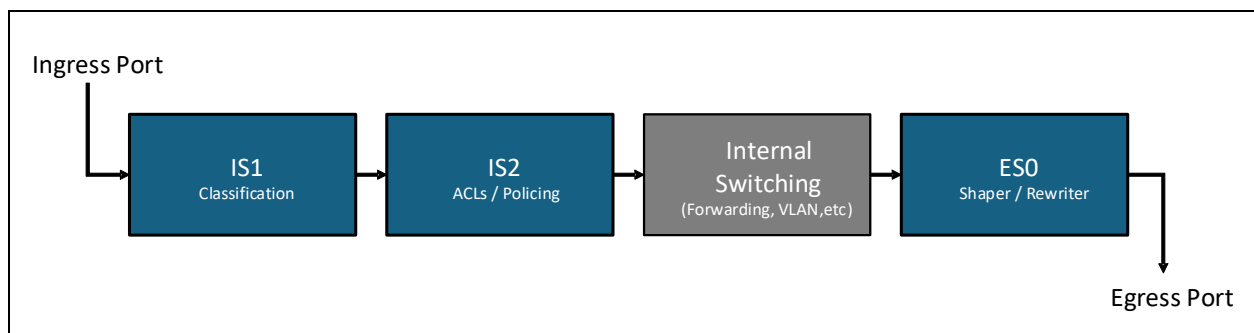 Ingress Port
IS1
Classification
IS2
ACLs / Policing
Internal
Switching
(Forwarding, VLAN,etc)
ES0
Shaper / Rewriter
Egress Port